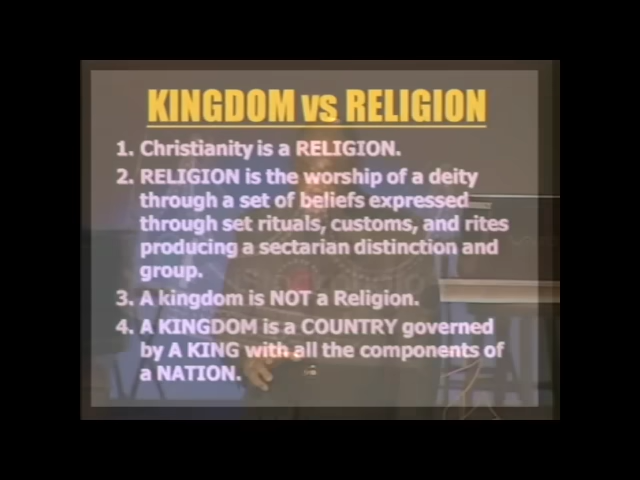 KINGDOM vs RELIGION
1. Christianity is a RELIGION.
2. RELIGION is the worship of a deity
through a set of beliefs expressed
through set rituals, customs, and rites
producing a sectarian distinction and
group.
3. A kingdom is NOT a Religion.
4. A KINGDOM is a COUNTRY governed
by A KING with all the components of
a NATION.